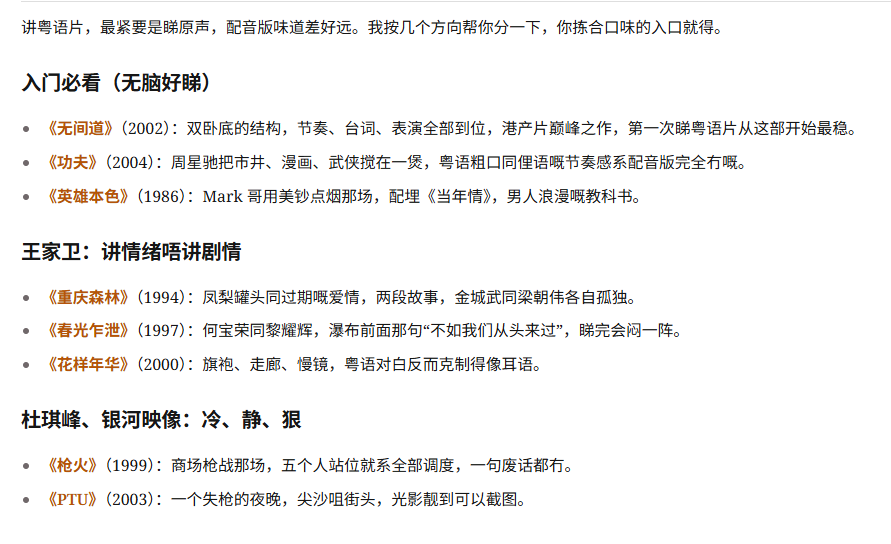 讲粤语片，最紧要是睇原声，配音版味道差好远。我按几个方向帮你分一下，你拣合口味的入口就得。
入门必看（无脑好睇）
《无间道》（2002）：双卧底的结构，节奏、台词、表演全部到位，港产片巅峰之作，第一次睇粤语片从这部开始最稳。
《功夫》（2004）：周星驰把市井、漫画、武侠搅在一煲，粤语粗口同俚语嘅节奏感系配音版完全冇嘅。
《英雄本色》（1986）：Mark 哥用美钞点烟那场，配埋《当年情》，男人浪漫嘅教科书。
王家卫：讲情绪唔讲剧情
《重庆森林》（1994）：凤梨罐头同过期嘅爱情，两段故事，金城武同梁朝伟各自孤独。
《春光乍泄》（1997）：何宝荣同黎耀辉，瀑布前面那句“不如我们从头来过”，睇完会闷一阵。
《花样年华》（2000）：旗袍、走廊、慢镜，粤语对白反而克制得像耳语。
杜琪峰、银河映像：冷、静、狠
《枪火》（1999）：商场枪战那场，五个人站位就系全部调度，一句废话都冇。
《PTU》（2003）：一个失枪的夜晚，尖沙咀街头，光影靓到可以截图。